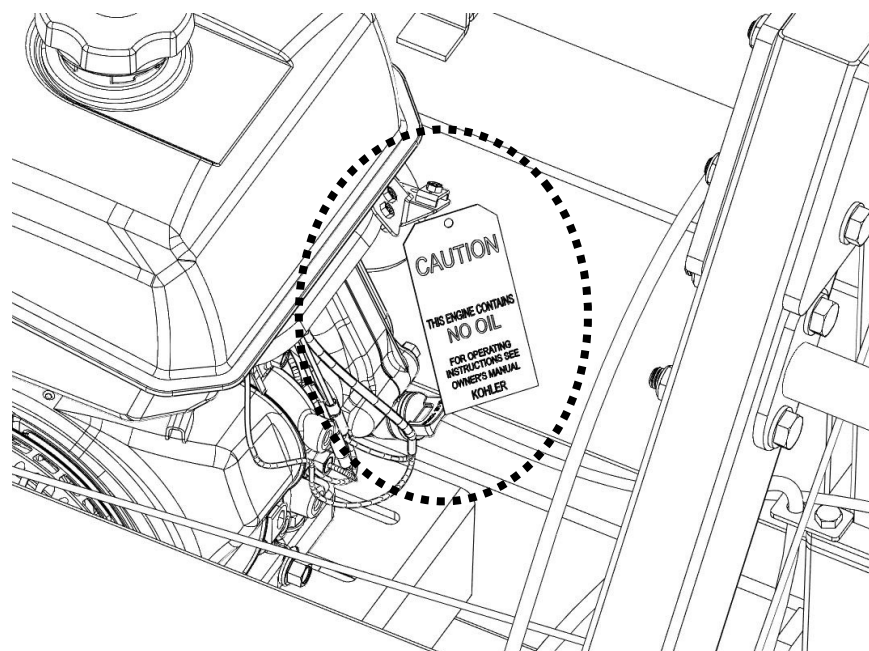 CAUTION
THIS ENGINE CONTAINS
NO OIL
FOR OPERATING
INSTRUCTIONS SEE
OWNER'S MANUAL
KOHLER